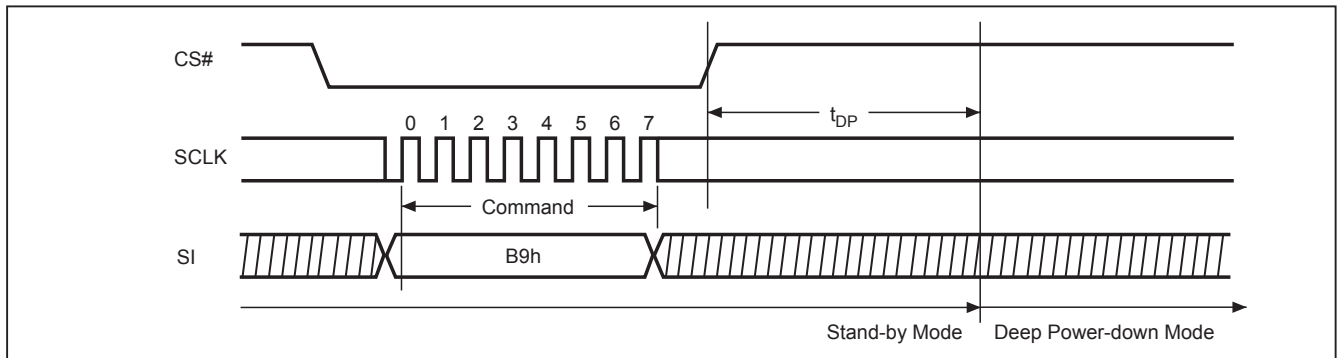 CS#
t_DP
0 1 2 3 4 5 6 7
SCLK
Command
SI
B9h
Stand-by Mode Deep Power-down Mode